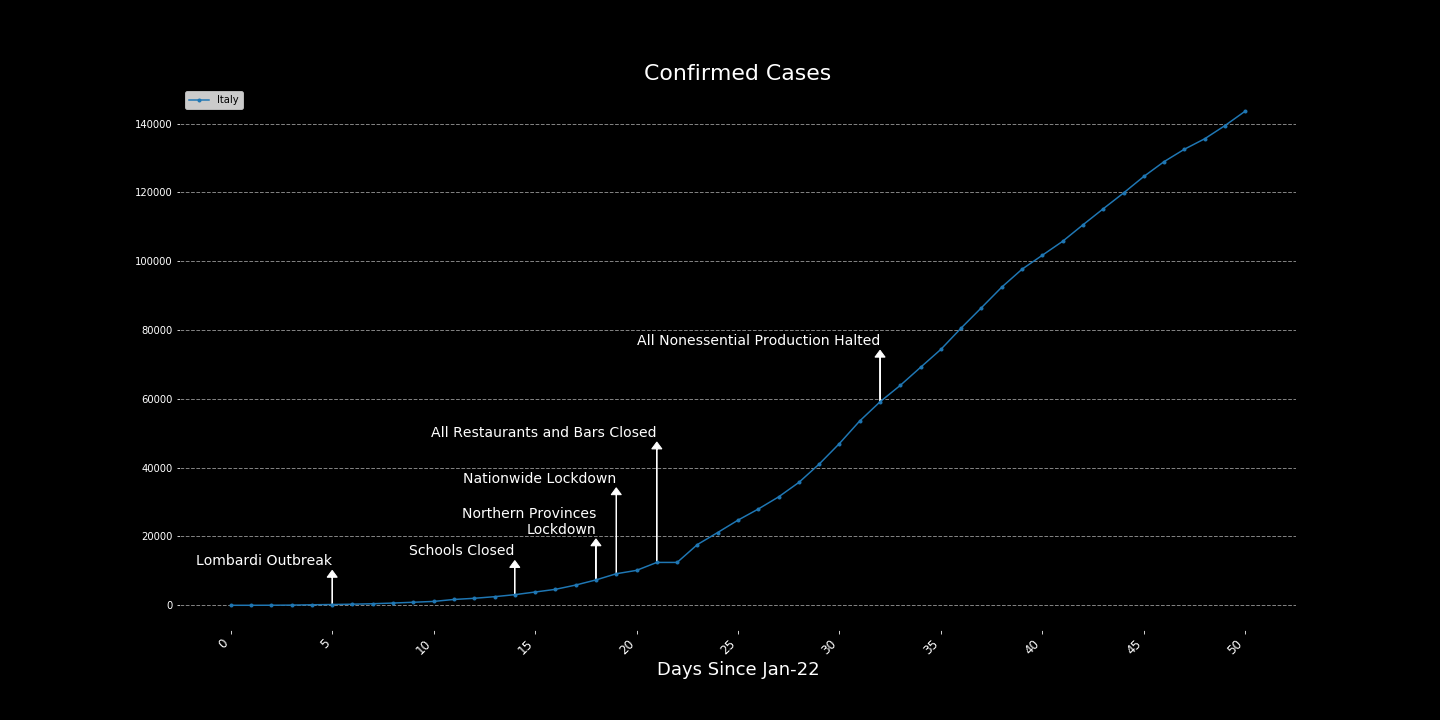 Confirmed Cases
Italy
140000
120000
100000
80000
All Nonessential Production Halted
60000
All Restaurants and Bars Closed
40000
Nationwide Lockdown
Northern Provinces
Lockdown
20000
Schools Closed
Lombardi Outbreak
0
0 5 10 15 20 25 30 35 40 45 50
Days Since Jan-22